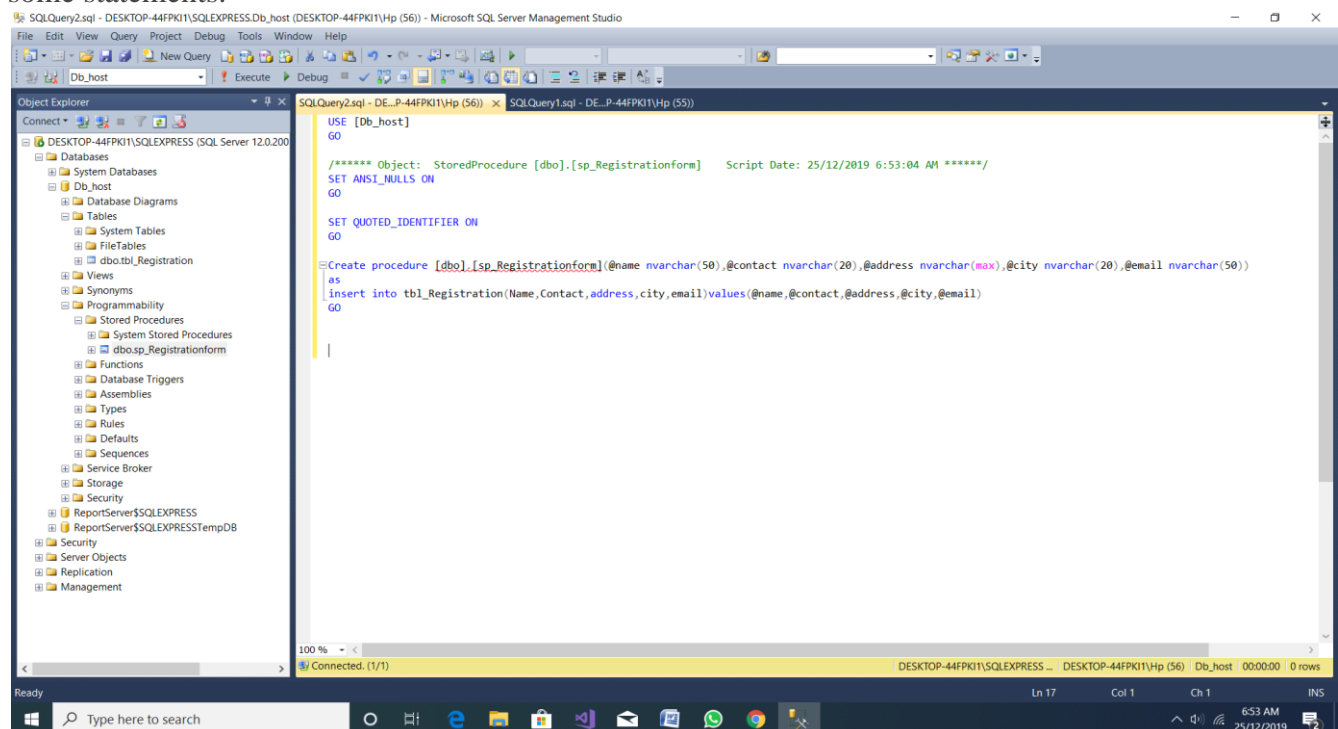 some statements.
SQLQuery2.sql - DESKTOP-44FPKI1\SQLEXPRESS.Db_host (DESKTOP-44FPKI1\Hp (56)) - Microsoft SQL Server Management Studio
File Edit View Query Project Debug Tools Window Help
New Query
Db_host Execute Debug
Object Explorer
SQLQuery2.sql - DE...P-44FPKI1\Hp (56)) SQLQuery1.sql - DE...P-44FPKI1\Hp (55))
Connect
DESKTOP-44FPKI1\SQLEXPRESS (SQL Server 12.0.200
Databases
System Databases
Db_host
Database Diagrams
Tables
System Tables
FileTables
dbo.tbl_Registration
Views
Synonyms
Programmability
Stored Procedures
System Stored Procedures
dbo.sp_Registrationform
Functions
Database Triggers
Assemblies
Types
Rules
Defaults
Sequences
Service Broker
Storage
Security
ReportServer$SQLEXPRESS
ReportServer$SQLEXPRESSTempDB
Security
Server Objects
Replication
Management
USE [Db_host]
GO
/****** Object: StoredProcedure [dbo].[sp_Registrationform] Script Date: 25/12/2019 6:53:04 AM ******/
SET ANSI_NULLS ON
GO
SET QUOTED_IDENTIFIER ON
GO
Create procedure [dbo].[sp_Registrationform](@name nvarchar(50),@contact nvarchar(20),@address nvarchar(max),@city nvarchar(20),@email nvarchar(50))
as
insert into tbl_Registration(Name,Contact,address,city,email)values(@name,@contact,@address,@city,@email)
GO
100 %
Connected. (1/1) DESKTOP-44FPKI1\SQLEXPRESS ... DESKTOP-44FPKI1\Hp (56) Db_host 00:00:00 0 rows
Ready Ln 17 Col 1 Ch 1 INS
Type here to search
6:53 AM
25/12/2019
2